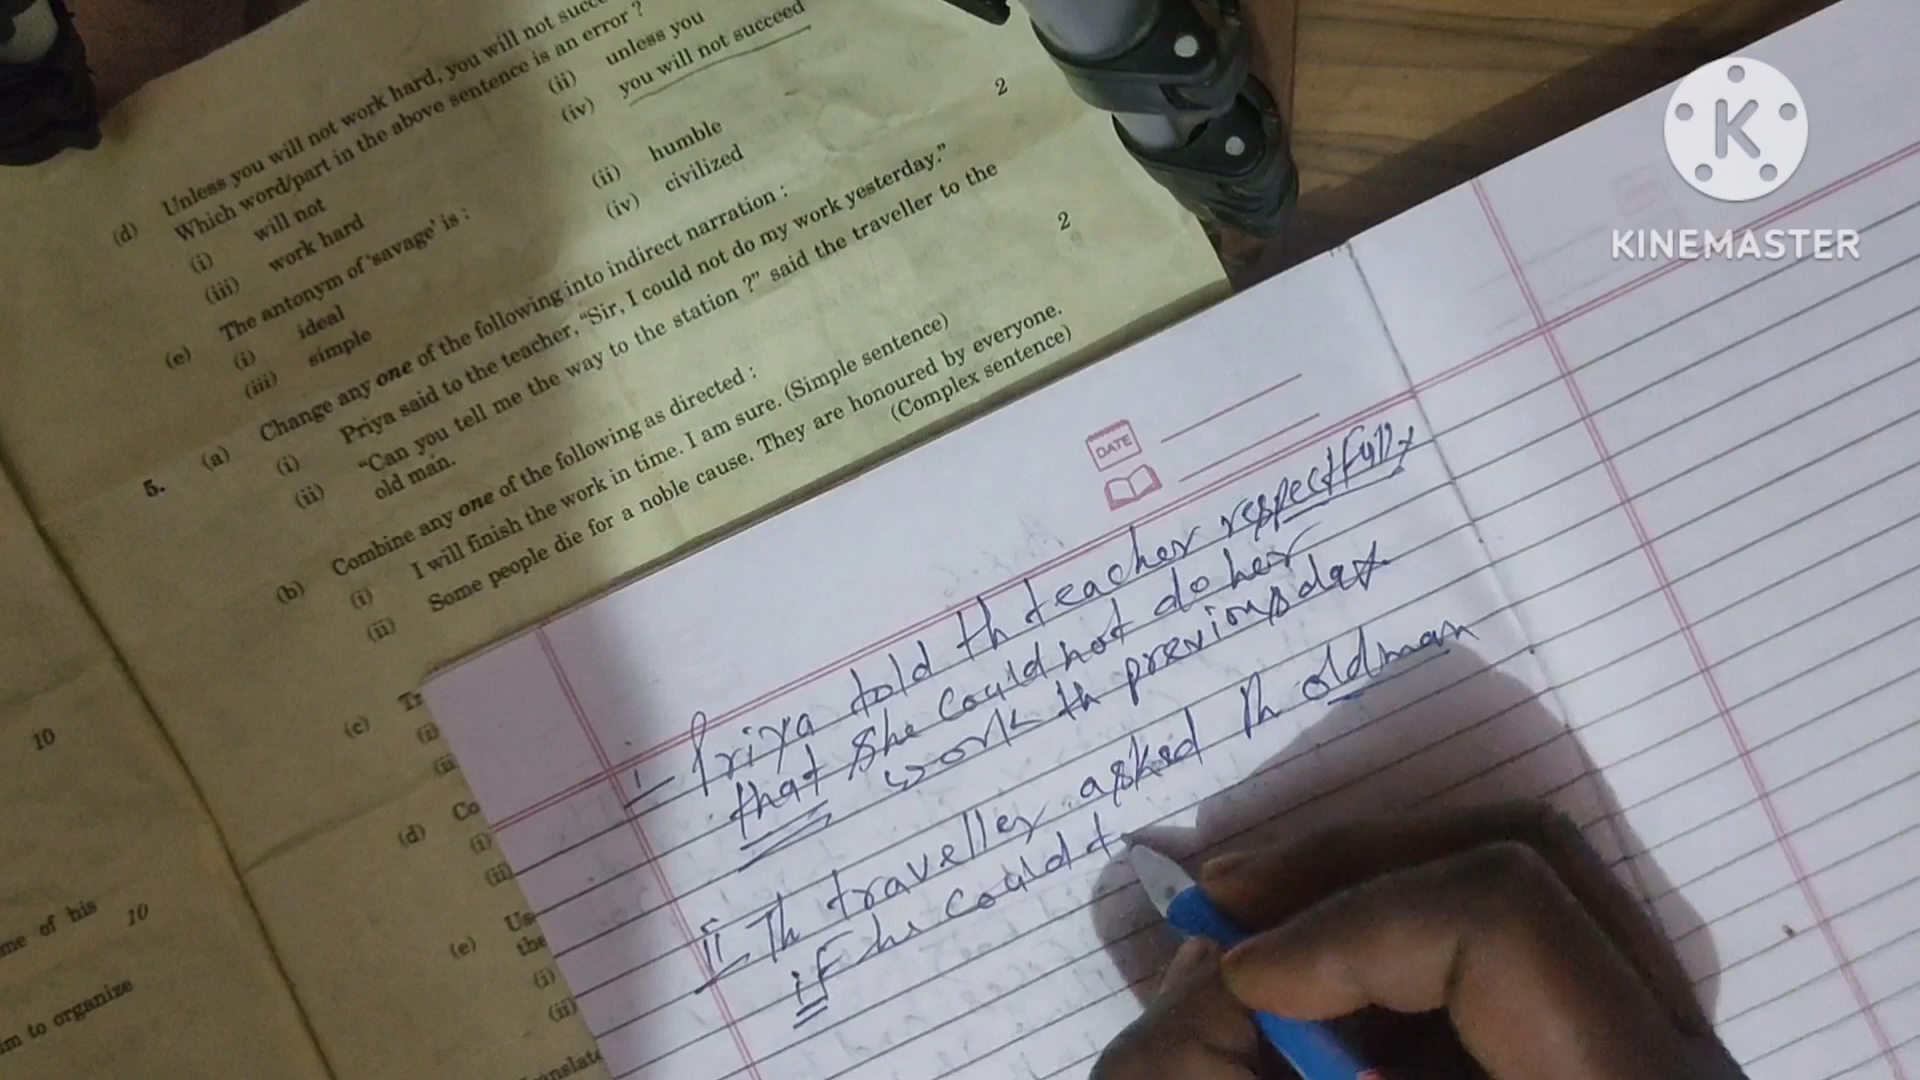 (d) Unless you will not work hard, you will not
Which word/part in the above sentence is an error ?
(i) will not (ii) unless you
(iii) work hard (iv) you will not succeed
(e) The antonym of 'savage' is :
(i) ideal (ii) humble
(iii) simple (iv) civilized
5. (a) Change any one of the following into indirect narration : 2
(i) Priya said to the teacher, "Sir, I could not do my work yesterday."
(ii) "Can you tell me the way to the station ?" said the traveller to the
old man.
(b) Combine any one of the following as directed : 2
(i) I will finish the work in time. I am sure. (Simple sentence)
(ii) Some people die for a noble cause. They are honoured by everyone.
(Complex sentence)
(c)
(i)
(ii)
(d) Co
(i)
(ii)
(e) Us
the
(i)
(ii)
10
me of his
10
im to organize
DATE
i- Priya told th teacher respectfully
that she could not do her
work th previous day
ii- Th traveller asked th old man
if he could t
K
KINEMASTER